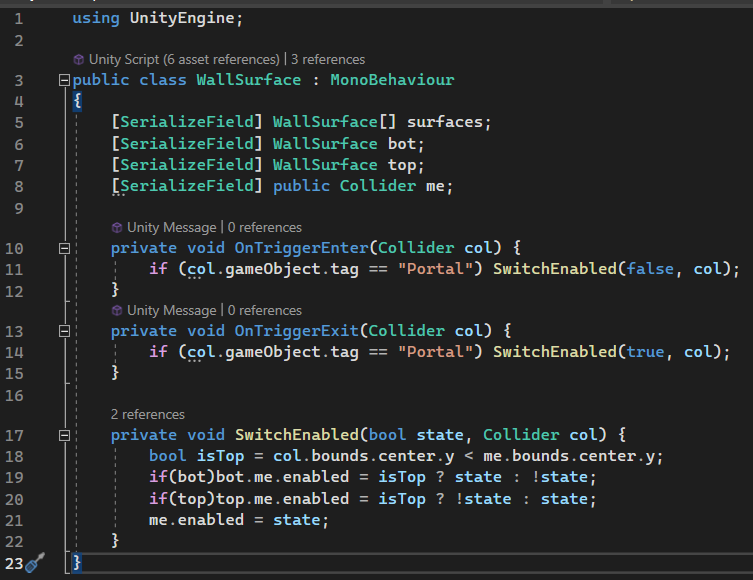 1 using UnityEngine;
2
Unity Script (6 asset references) | 3 references
3 public class WallSurface : MonoBehaviour
4 {
5 [SerializeField] WallSurface[] surfaces;
6 [SerializeField] WallSurface bot;
7 [SerializeField] WallSurface top;
8 [SerializeField] public Collider me;
9
Unity Message | 0 references
10 private void OnTriggerEnter(Collider col) {
11 if (col.gameObject.tag == "Portal") SwitchEnabled(false, col);
12 }
Unity Message | 0 references
13 private void OnTriggerExit(Collider col) {
14 if (col.gameObject.tag == "Portal") SwitchEnabled(true, col);
15 }
16
2 references
17 private void SwitchEnabled(bool state, Collider col) {
18 bool isTop = col.bounds.center.y < me.bounds.center.y;
19 if(bot)bot.me.enabled = isTop ? state : !state;
20 if(top)top.me.enabled = isTop ? !state : state;
21 me.enabled = state;
22 }
23 }